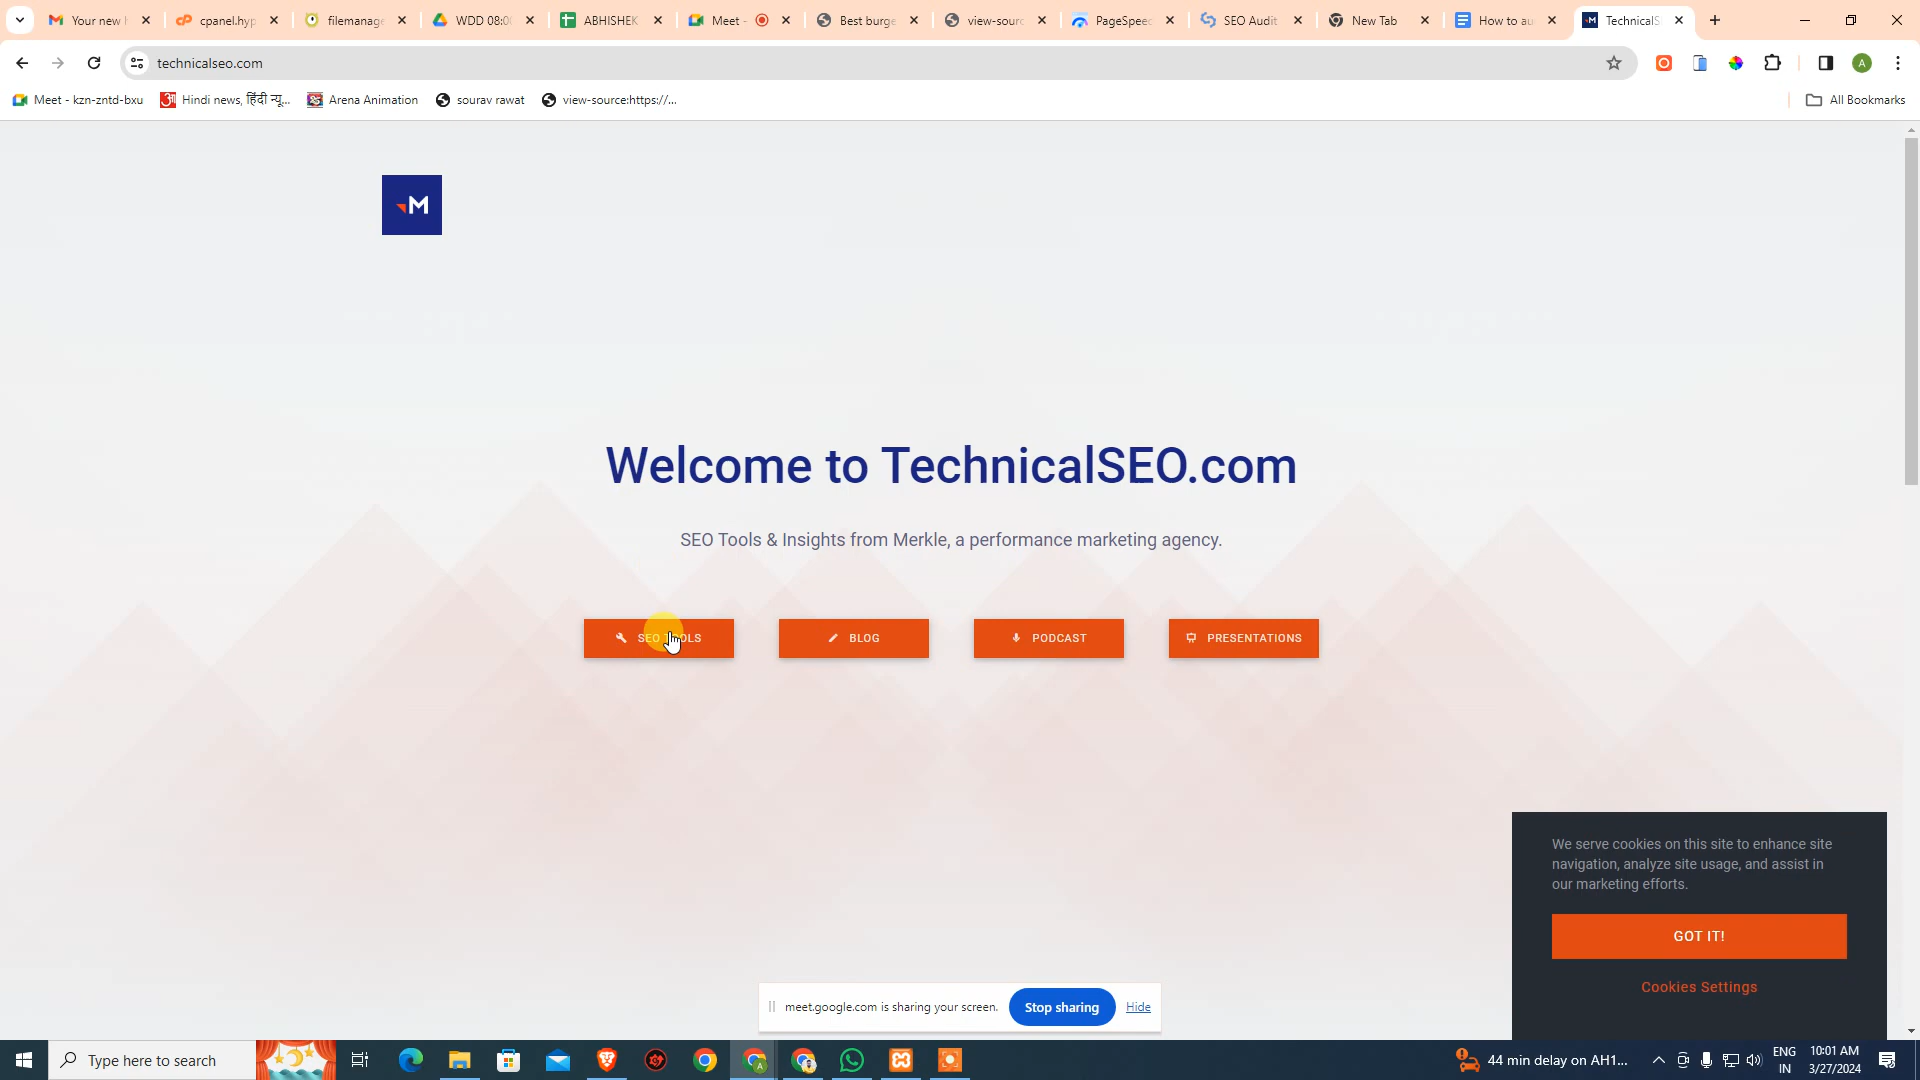 Your new
cpanel.hyp
filemanage
WDD 08:0
ABHISHEK
Meet -
Best burge
view-sourc
PageSpeed
SEO Audit
New Tab
How to au
TechnicalS
technicalseo.com
Meet - kzn-zntd-bxu
Hindi news, हिंदी न्यू...
Arena Animation
sourav rawat
view-source:https://...
All Bookmarks
A
M
Welcome to TechnicalSEO.com
SEO Tools & Insights from Merkle, a performance marketing agency.
SEO TOOLS
BLOG
PODCAST
PRESENTATIONS
We serve cookies on this site to enhance site
navigation, analyze site usage, and assist in
our marketing efforts.
GOT IT!
Cookies Settings
meet.google.com is sharing your screen.
Stop sharing
Hide
Type here to search
44 min delay on AH1...
ENG
IN
10:01 AM
3/27/2024